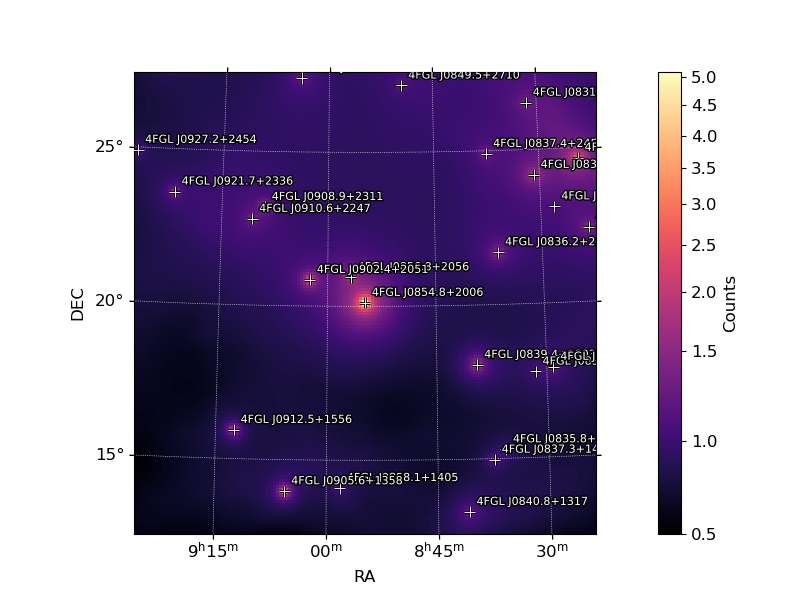 4FGL J0849.5+2710
4FGL J0831
4FGL J0927.2+2454
4FGL J0837.4+24
4FGL J083
4FGL J0921.7+2336
4FGL J0908.9+2311
4FGL J
4FGL J0910.6+2247
4FGL J0836.2+2
4FGL J0902.4+2051
+2056
4FGL J0854.8+2006
4FGL J0839.4
4FGL J
4FGL J0912.5+1556
4FGL J0835.8+
4FGL J0837.3+14
4FGL J0905.6+1358
+1405
4FGL J0840.8+1317
25°
20°
15°
DEC
9h15m
00m
8h45m
30m
RA
5.0
4.5
4.0
3.5
3.0
2.5
2.0
1.5
1.0
0.5
Counts